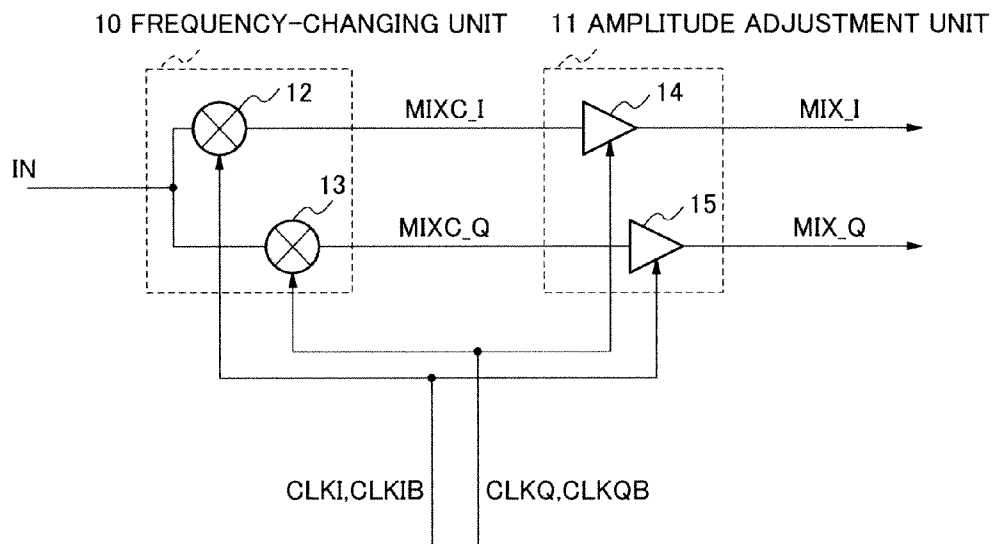 10 FREQUENCY-CHANGING UNIT
11 AMPLITUDE ADJUSTMENT UNIT
12
MIXC_I
14
MIX_I
IN
13
MIXC_Q
15
MIX_Q
CLKI,CLKIB
CLKQ,CLKQB